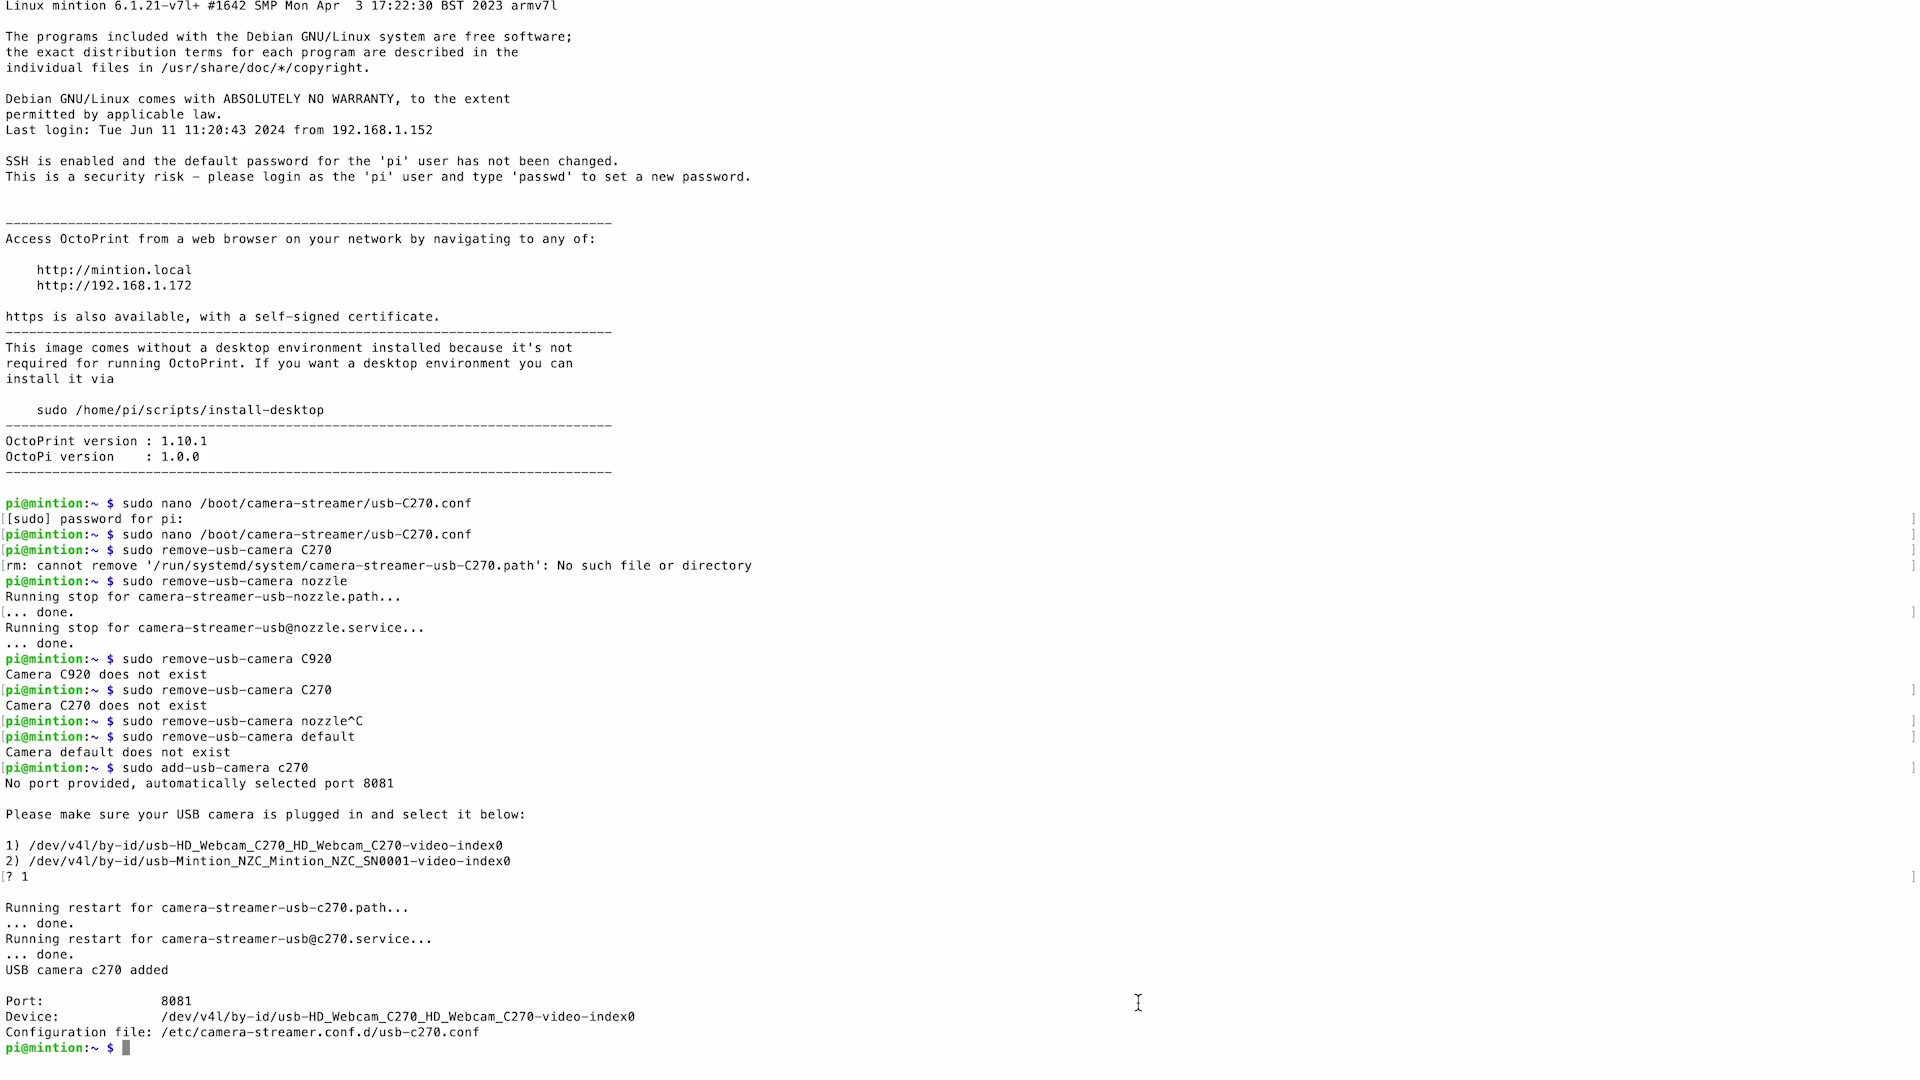 Linux mintion 6.1.21-v7l+ #1642 SMP Mon Apr  3 17:22:30 BST 2023 armv7l
The programs included with the Debian GNU/Linux system are free software;
the exact distribution terms for each program are described in the
individual files in /usr/share/doc/*/copyright.
Debian GNU/Linux comes with ABSOLUTELY NO WARRANTY, to the extent
permitted by applicable law.
Last login: Tue Jun 11 11:20:43 2024 from 192.168.1.152
SSH is enabled and the default password for the 'pi' user has not been changed.
This is a security risk - please login as the 'pi' user and type 'passwd' to set a new password.
-------------------------------------------------------------------------------
Access OctoPrint from a web browser on your network by navigating to any of:
    http://mintion.local
    http://192.168.1.172
https is also available, with a self-signed certificate.
-------------------------------------------------------------------------------
This image comes without a desktop environment installed because it's not
required for running OctoPrint. If you want a desktop environment you can
install it via
    sudo /home/pi/scripts/install-desktop
-------------------------------------------------------------------------------
OctoPrint version : 1.10.1
OctoPi version    : 1.0.0
-------------------------------------------------------------------------------
pi@mintion:~ $ sudo nano /boot/camera-streamer/usb-C270.conf
[[sudo] password for pi: ]
[pi@mintion:~ $ sudo nano /boot/camera-streamer/usb-C270.conf ]
[pi@mintion:~ $ sudo remove-usb-camera C270 ]
[rm: cannot remove '/run/systemd/system/camera-streamer-usb-C270.path': No such file or directory ]
pi@mintion:~ $ sudo remove-usb-camera nozzle
Running stop for camera-streamer-usb-nozzle.path...
[... done. ]
Running stop for camera-streamer-usb@nozzle.service...
... done.
pi@mintion:~ $ sudo remove-usb-camera C920
Camera C920 does not exist
[pi@mintion:~ $ sudo remove-usb-camera C270 ]
Camera C270 does not exist
[pi@mintion:~ $ sudo remove-usb-camera nozzle^C ]
[pi@mintion:~ $ sudo remove-usb-camera default ]
Camera default does not exist
[pi@mintion:~ $ sudo add-usb-camera c270 ]
No port provided, automatically selected port 8081
Please make sure your USB camera is plugged in and select it below:
1) /dev/v4l/by-id/usb-HD_Webcam_C270_HD_Webcam_C270-video-index0
2) /dev/v4l/by-id/usb-Mintion_NZC_Mintion_NZC_SN0001-video-index0
[? 1 ]
Running restart for camera-streamer-usb-c270.path...
... done.
Running restart for camera-streamer-usb@c270.service...
... done.
USB camera c270 added
Port:               8081
Device:             /dev/v4l/by-id/usb-HD_Webcam_C270_HD_Webcam_C270-video-index0
Configuration file: /etc/camera-streamer.conf.d/usb-c270.conf
pi@mintion:~ $